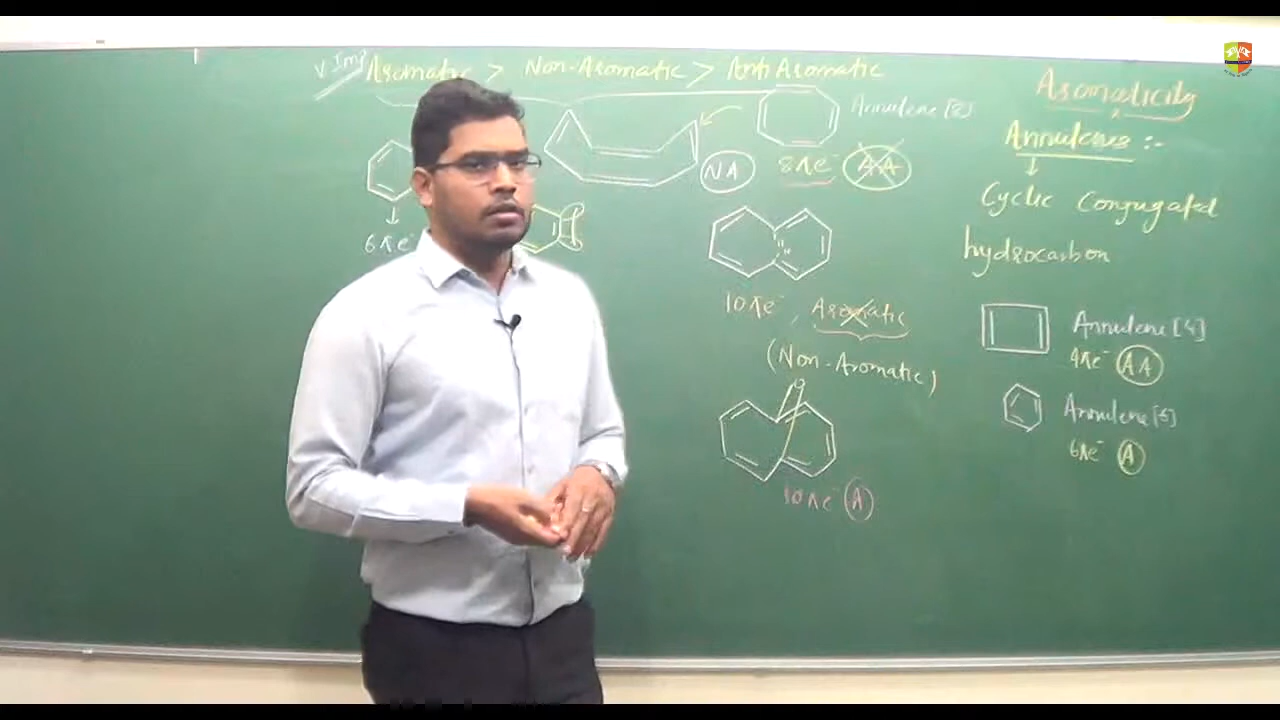 v Imp
Aromatic > Non-Aromatic > Anti Aromatic
Annulene [8]
NA
8πe⁻
AA
6πe⁻
10πe⁻, Aromatic
(Non-Aromatic)
10πe⁻ A
Aromaticity
Annulenes :-
↓
Cyclic Conjugated
hydrocarbon
Annulene [4]
4πe⁻ AA
Annulene [6]
6πe⁻ A